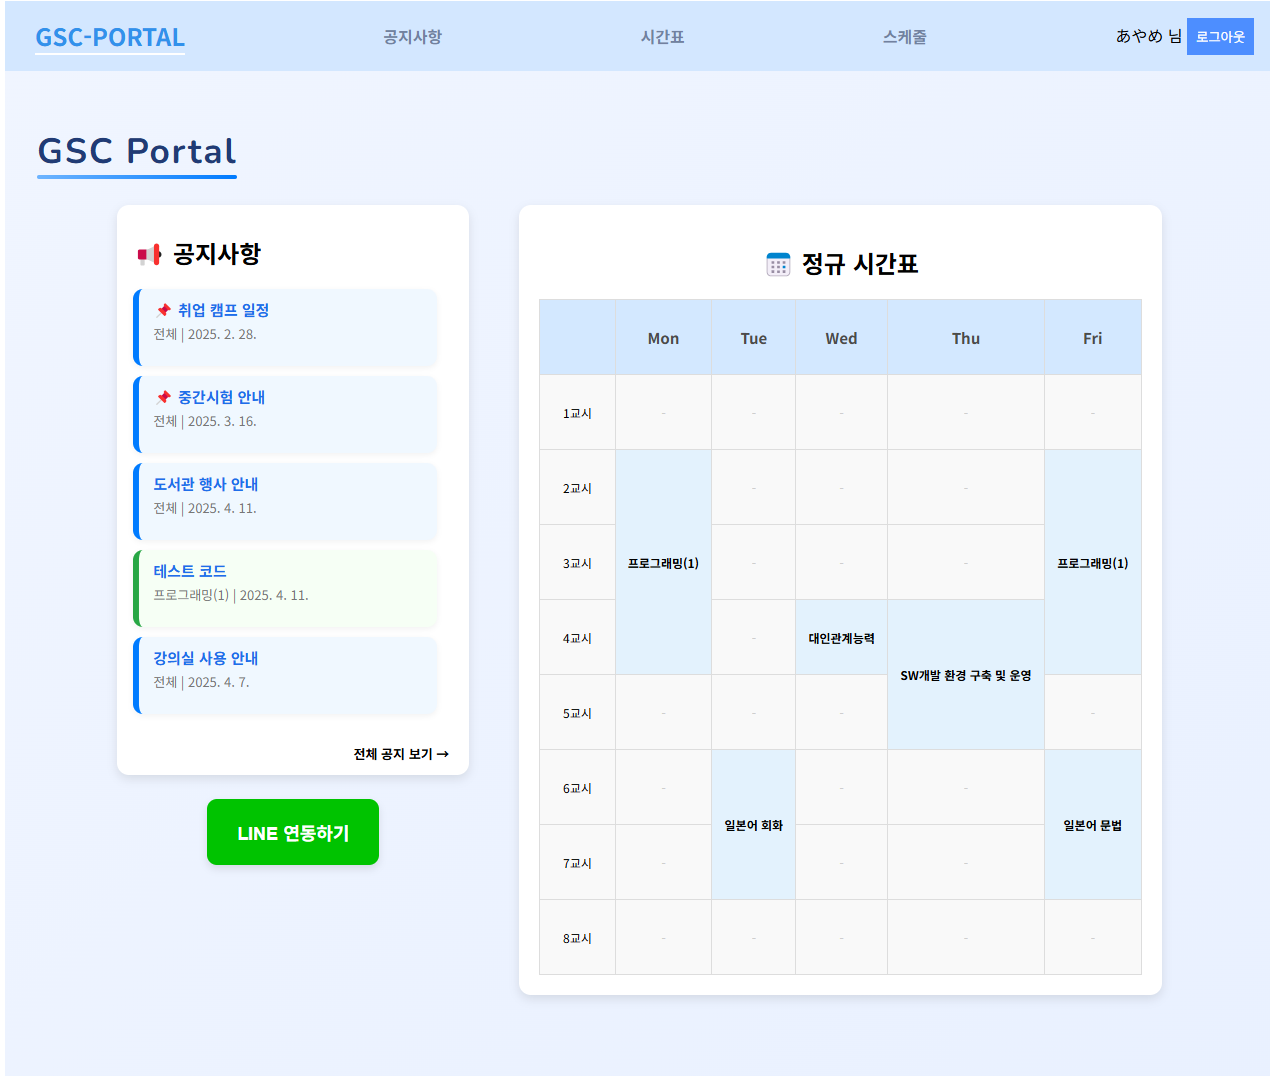 GSC-PORTAL
공지사항
시간표
스케줄
あやめ 님
로그아웃
GSC Portal
공지사항
취업 캠프 일정
전체 | 2025. 2. 28.
중간시험 안내
전체 | 2025. 3. 16.
도서관 행사 안내
전체 | 2025. 4. 11.
테스트 코드
프로그래밍(1) | 2025. 4. 11.
강의실 사용 안내
전체 | 2025. 4. 7.
전체 공지 보기 →
LINE 연동하기
정규 시간표
Mon Tue Wed Thu Fri
1교시 - - - - -
2교시 - - -
3교시 프로그래밍(1) - - - 프로그래밍(1)
4교시 - 대인관계능력
SW개발 환경 구축 및 운영
5교시 - - - -
6교시 - - -
일본어 회화 일본어 문법
7교시 - - -
8교시 - - - - -